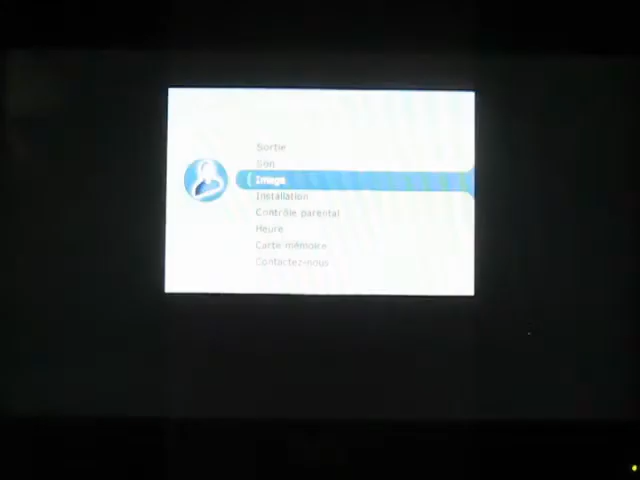 Sortie
Son
Image
Installation
Contrôle parental
Heure
Carte mémoire
Contactez-nous